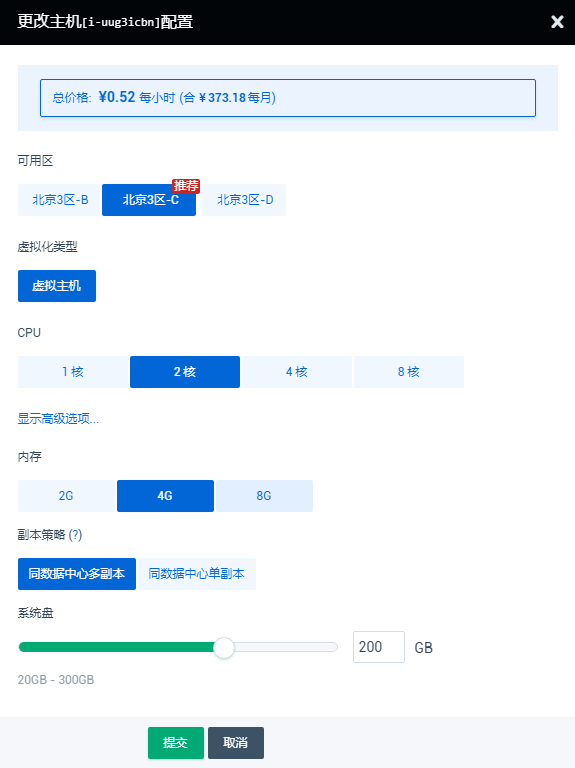 更改主机[i-uug3icbn]配置
总价格: ¥0.52 每小时 (合 ¥373.18每月)
可用区
推荐
北京3区-B 北京3区-C 北京3区-D
虚拟化类型
虚拟主机
CPU
1 核 2 核 4 核 8 核
显示高级选项...
内存
2G 4G 8G
副本策略 (?)
同数据中心多副本 同数据中心单副本
系统盘
200 GB
20GB - 300GB
提交 取消